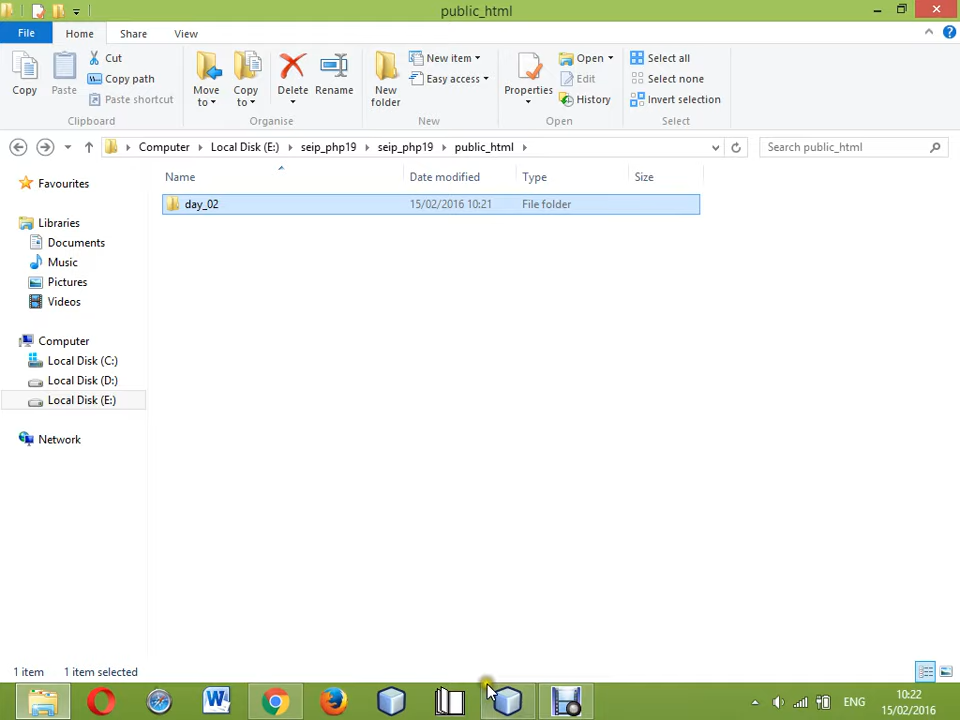 public_html
File
Home
Share
View
Copy
Paste
Cut
Copy path
Paste shortcut
Clipboard
Move to
Copy to
Delete
Rename
Organise
New folder
New item
Easy access
New
Properties
Open
Edit
History
Open
Select all
Select none
Invert selection
Select
Computer
Local Disk (E:)
seip_php19
seip_php19
public_html
Search public_html
Favourites
Libraries
Documents
Music
Pictures
Videos
Computer
Local Disk (C:)
Local Disk (D:)
Local Disk (E:)
Network
Name
Date modified
Type
Size
day_02
15/02/2016 10:21
File folder
1 item
1 item selected
ENG
10:22
15/02/2016